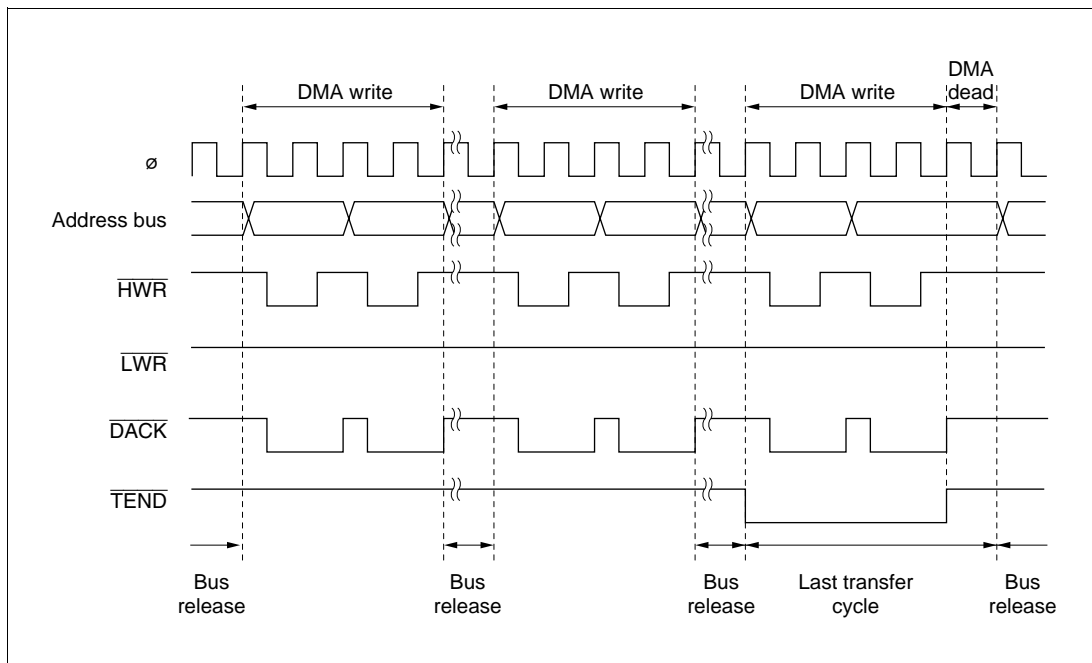 DMA
dead
DMA write
DMA write
DMA write
ø
Address bus
HWR
LWR
DACK
TEND
Bus
release
Bus
release
Bus
release
Last transfer
cycle
Bus
release